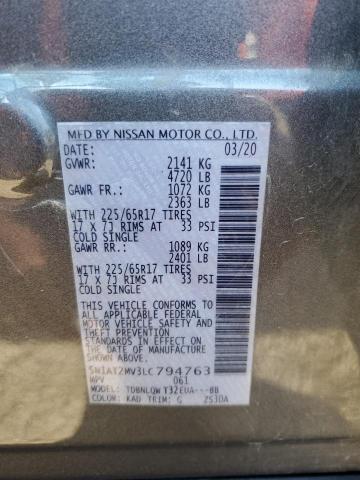 MFD BY NISSAN MOTOR CO., LTD.
DATE: 03/20
GVWR: 2141 KG
4720 LB
GAWR FR.: 1072 KG
2363 LB
WITH 225/65R17 TIRES
17 X 7J RIMS AT 33 PSI
COLD SINGLE
GAWR RR.: 1089 KG
2401 LB
WITH 225/65R17 TIRES
17 X 7J RIMS AT 33 PSI
COLD SINGLE
THIS VEHICLE CONFORMS TO
ALL APPLICABLE FEDERAL
MOTOR VEHICLE SAFETY
STANDARDS IN EFFECT ON
THE DATE OF MANUFACTURE
SHOWN ABOVE.
794763
MPV 061
MODEL:
COLOR: KAD TRIM: G